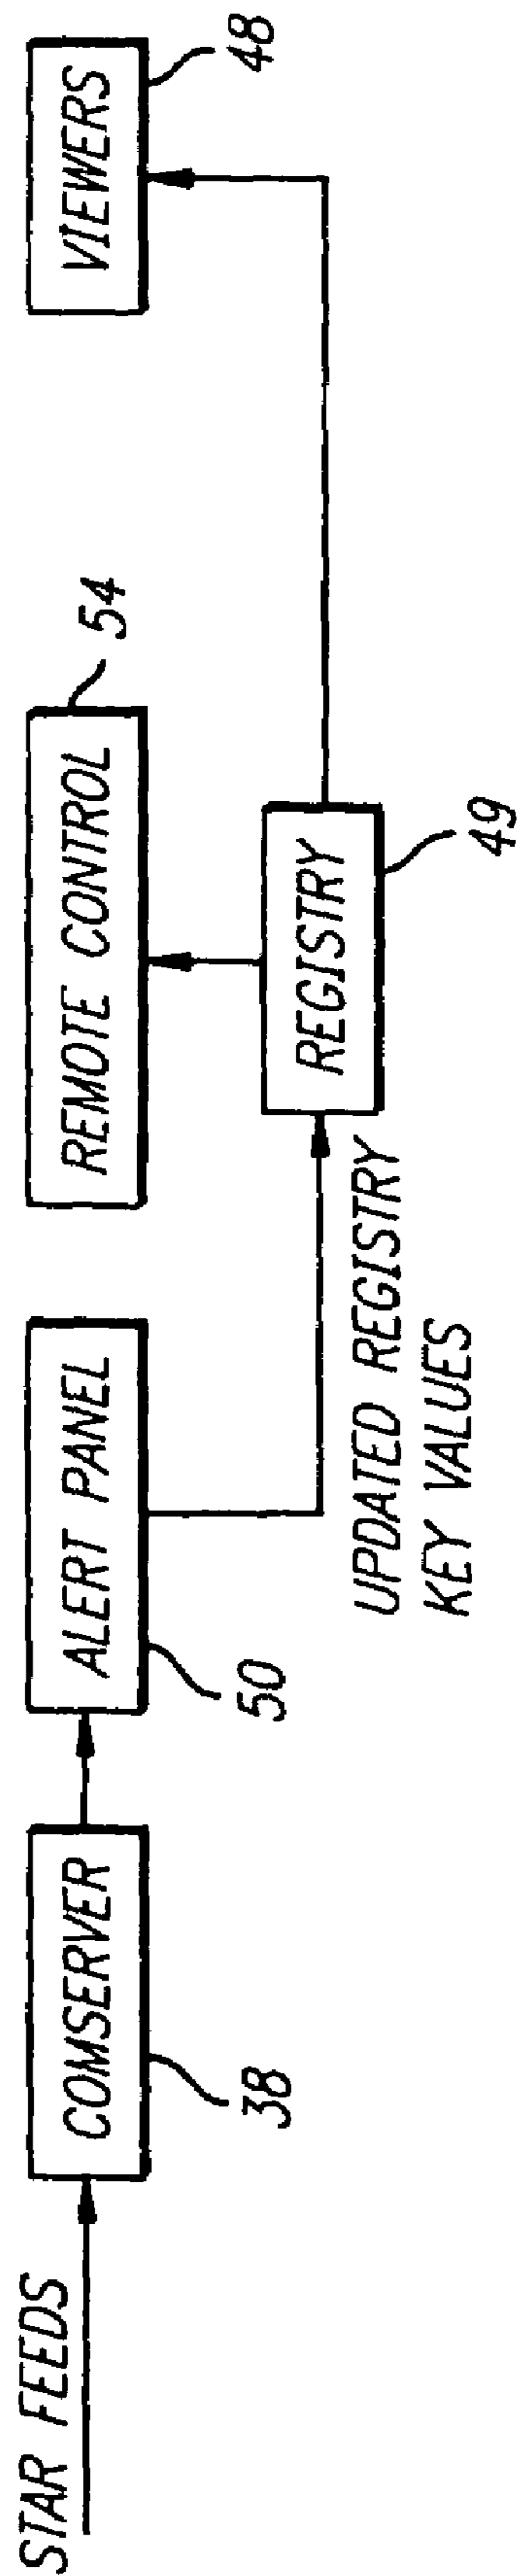 STAR FEEDS
COMSERVER
38
ALERT PANEL
50
UPDATED REGISTRY
KEY VALUES
REMOTE CONTROL
54
REGISTRY
49
VIEWERS
48